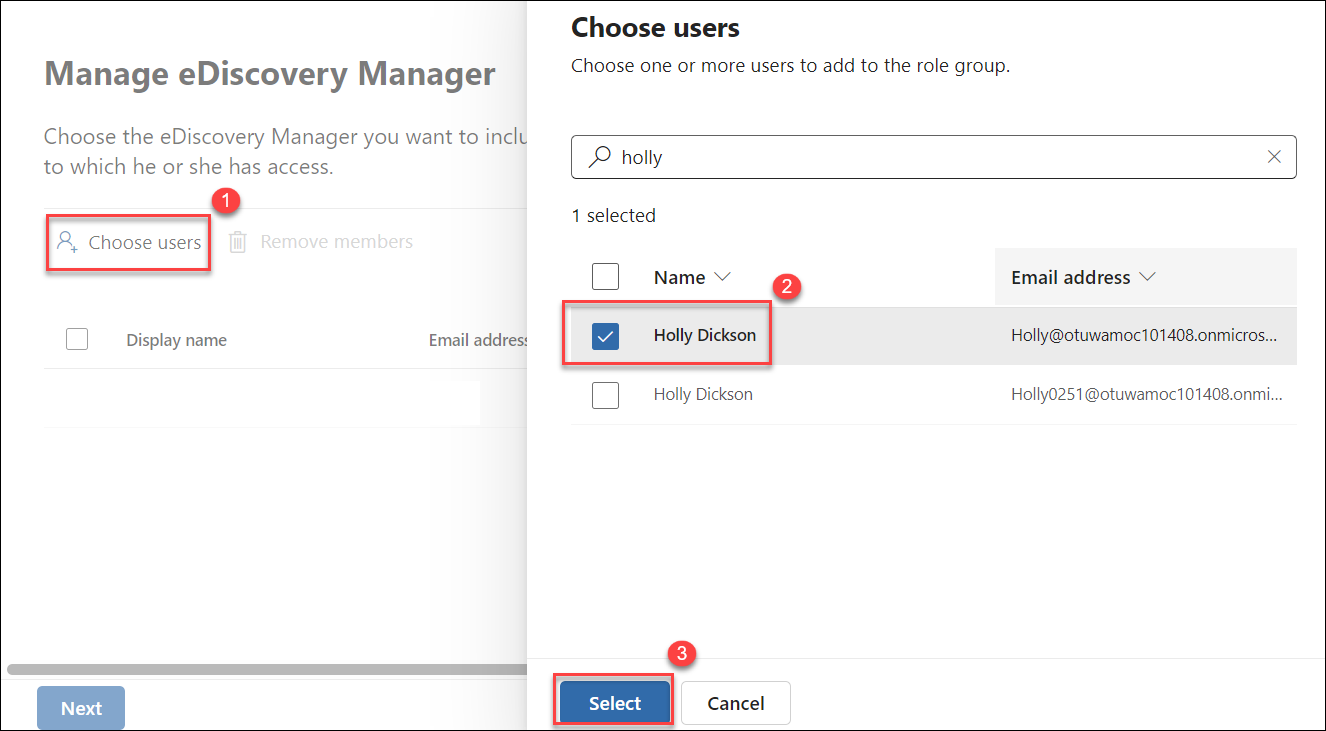 Manage eDiscovery Manager
Choose the eDiscovery Manager you want to inclu
to which he or she has access.
1
Choose users
Remove members
Display name
Email address
Next
Choose users
Choose one or more users to add to the role group.
holly
1 selected
Name
Email address
2
Holly Dickson
Holly@otuwamoc101408.onmicros...
Holly Dickson
Holly0251@otuwamoc101408.onmi...
3
Select
Cancel